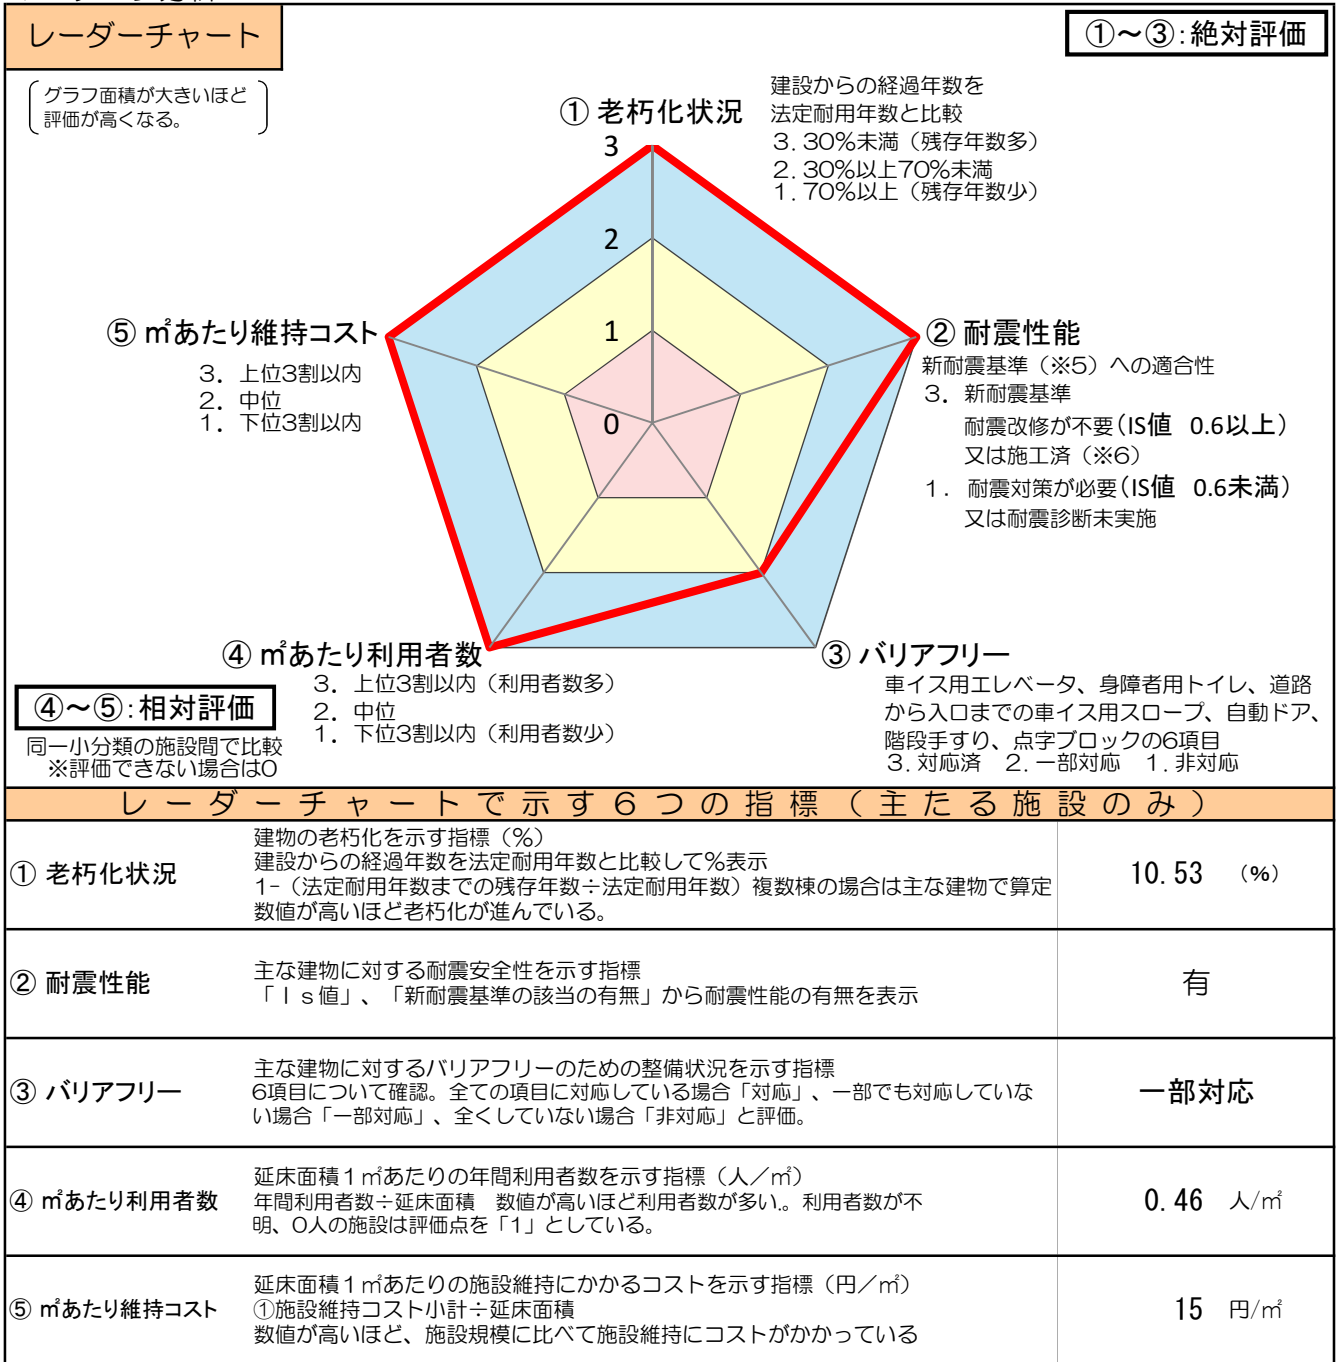 レーダーチャート
①～③:絶対評価
グラフ面積が大きいほど
評価が高くなる。
① 老朽化状況
建設からの経過年数を
法定耐用年数と比較
3. 30%未満（残存年数多）
2. 30%以上70%未満
1. 70%以上（残存年数少）
3
2
1
0
② 耐震性能
新耐震基準（※5）への適合性
3. 新耐震基準
耐震改修が不要(IS値 0.6以上)
又は施工済（※6）
1. 耐震対策が必要(IS値 0.6未満)
又は耐震診断未実施
⑤ ㎡あたり維持コスト
3. 上位3割以内
2. 中位
1. 下位3割以内
③ バリアフリー
車イス用エレベータ、身障者用トイレ、道路
から入口までの車イス用スロープ、自動ドア、
階段手すり、点字ブロックの6項目
3. 対応済 2. 一部対応 1. 非対応
④ ㎡あたり利用者数
3. 上位3割以内（利用者数多）
2. 中位
1. 下位3割以内（利用者数少）
④～⑤:相対評価
同一小分類の施設間で比較
※評価できない場合は0
レーダーチャートで示す６つの指標（主たる施設のみ）
① 老朽化状況
建物の老朽化を示す指標（%）
建設からの経過年数を法定耐用年数と比較して%表示
1-（法定耐用年数までの残存年数÷法定耐用年数）複数棟の場合は主な建物で算定
数値が高いほど老朽化が進んでいる。
10.53 （%）
② 耐震性能
主な建物に対する耐震安全性を示す指標
「Ｉｓ値」、「新耐震基準の該当の有無」から耐震性能の有無を表示
有
③ バリアフリー
主な建物に対するバリアフリーのための整備状況を示す指標
6項目について確認。全ての項目に対応している場合「対応」、一部でも対応していな
い場合「一部対応」、全くしていない場合「非対応」と評価。
一部対応
④ ㎡あたり利用者数
延床面積１㎡あたりの年間利用者数を示す指標（人／㎡）
年間利用者数÷延床面積 数値が高いほど利用者数が多い。利用者数が不
明、0人の施設は評価点を「1」としている。
0.46 人/㎡
⑤ ㎡あたり維持コスト
延床面積１㎡あたりの施設維持にかかるコストを示す指標（円／㎡）
①施設維持コスト小計÷延床面積
数値が高いほど、施設規模に比べて施設維持にコストがかかっている
15 円/㎡